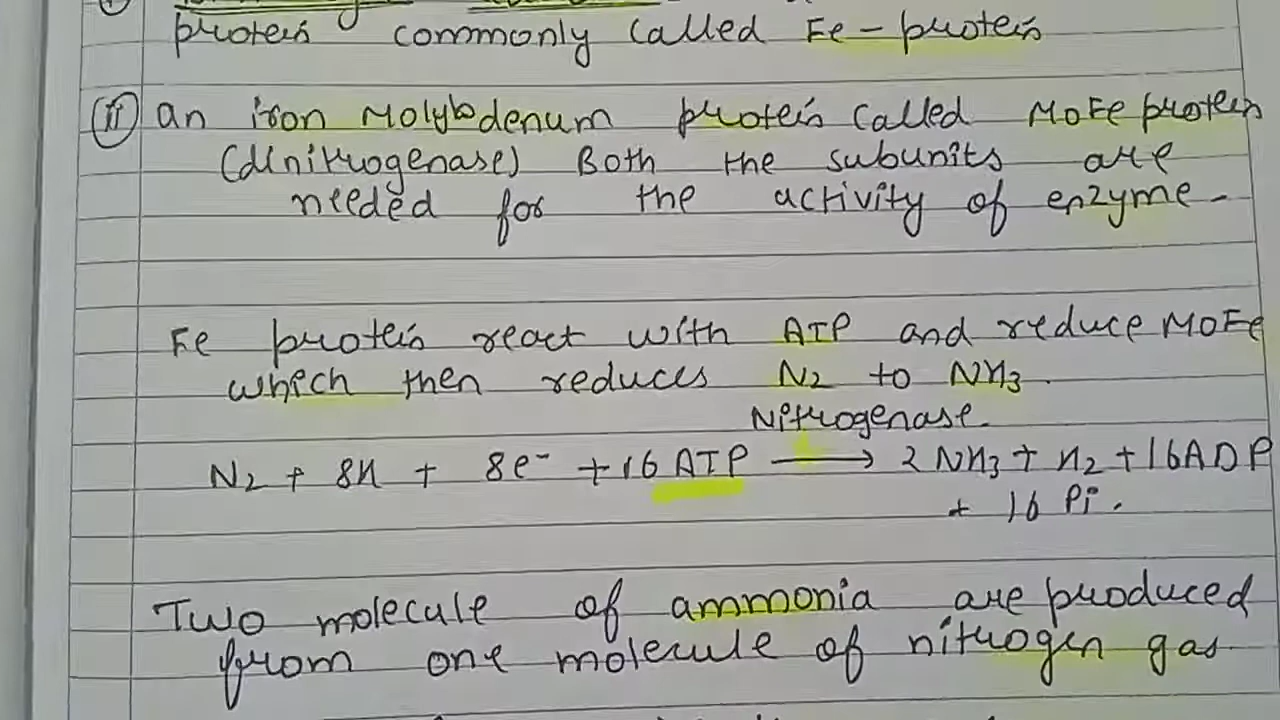 protein commonly called Fe-protein
(ii) an iron Molybdenum protein called MoFe protein
(dinitrogenase) Both the subunits are
needed for the activity of enzyme-
Fe protein react with ATP and reduce MoFe
which then reduces N2 to NH3.
Nitrogenase
N2 + 8H + 8e- + 16 ATP → 2NH3 + H2 + 16ADP
+ 16 Pi.
Two molecule of ammonia are produced
from one molecule of nitrogen gas